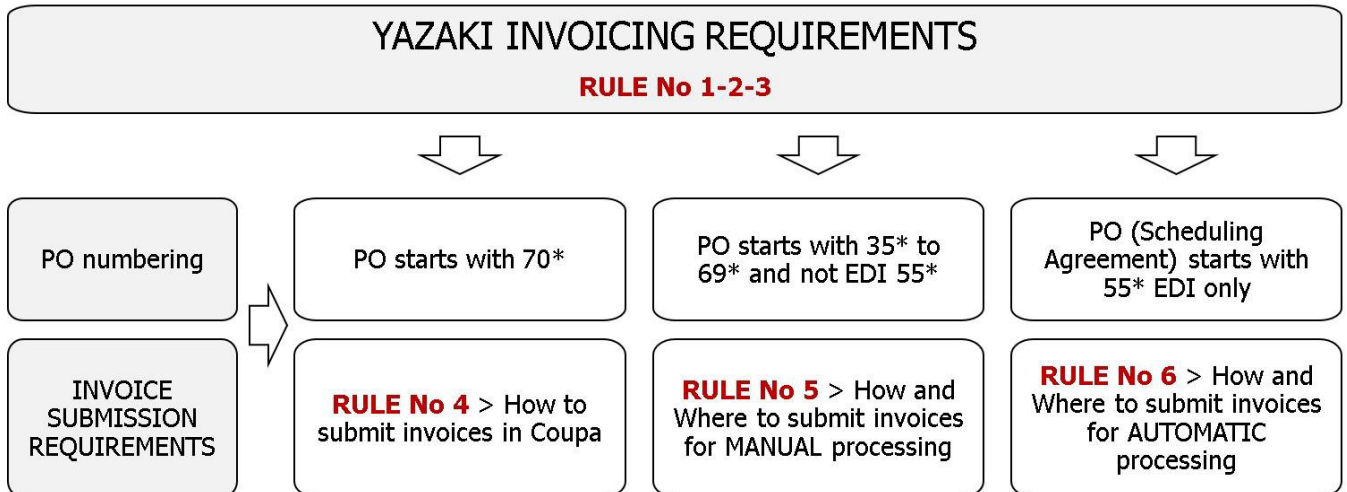 YAZAKI INVOICING REQUIREMENTS
RULE No 1-2-3
PO numbering
PO starts with 70*
PO starts with 35* to
69* and not EDI 55*
PO (Scheduling
Agreement) starts with
55* EDI only
INVOICE
SUBMISSION
REQUIREMENTS
RULE No 4 > How to
submit invoices in Coupa
RULE No 5 > How and
Where to submit invoices
for MANUAL processing
RULE No 6 > How and
Where to submit invoices
for AUTOMATIC
processing